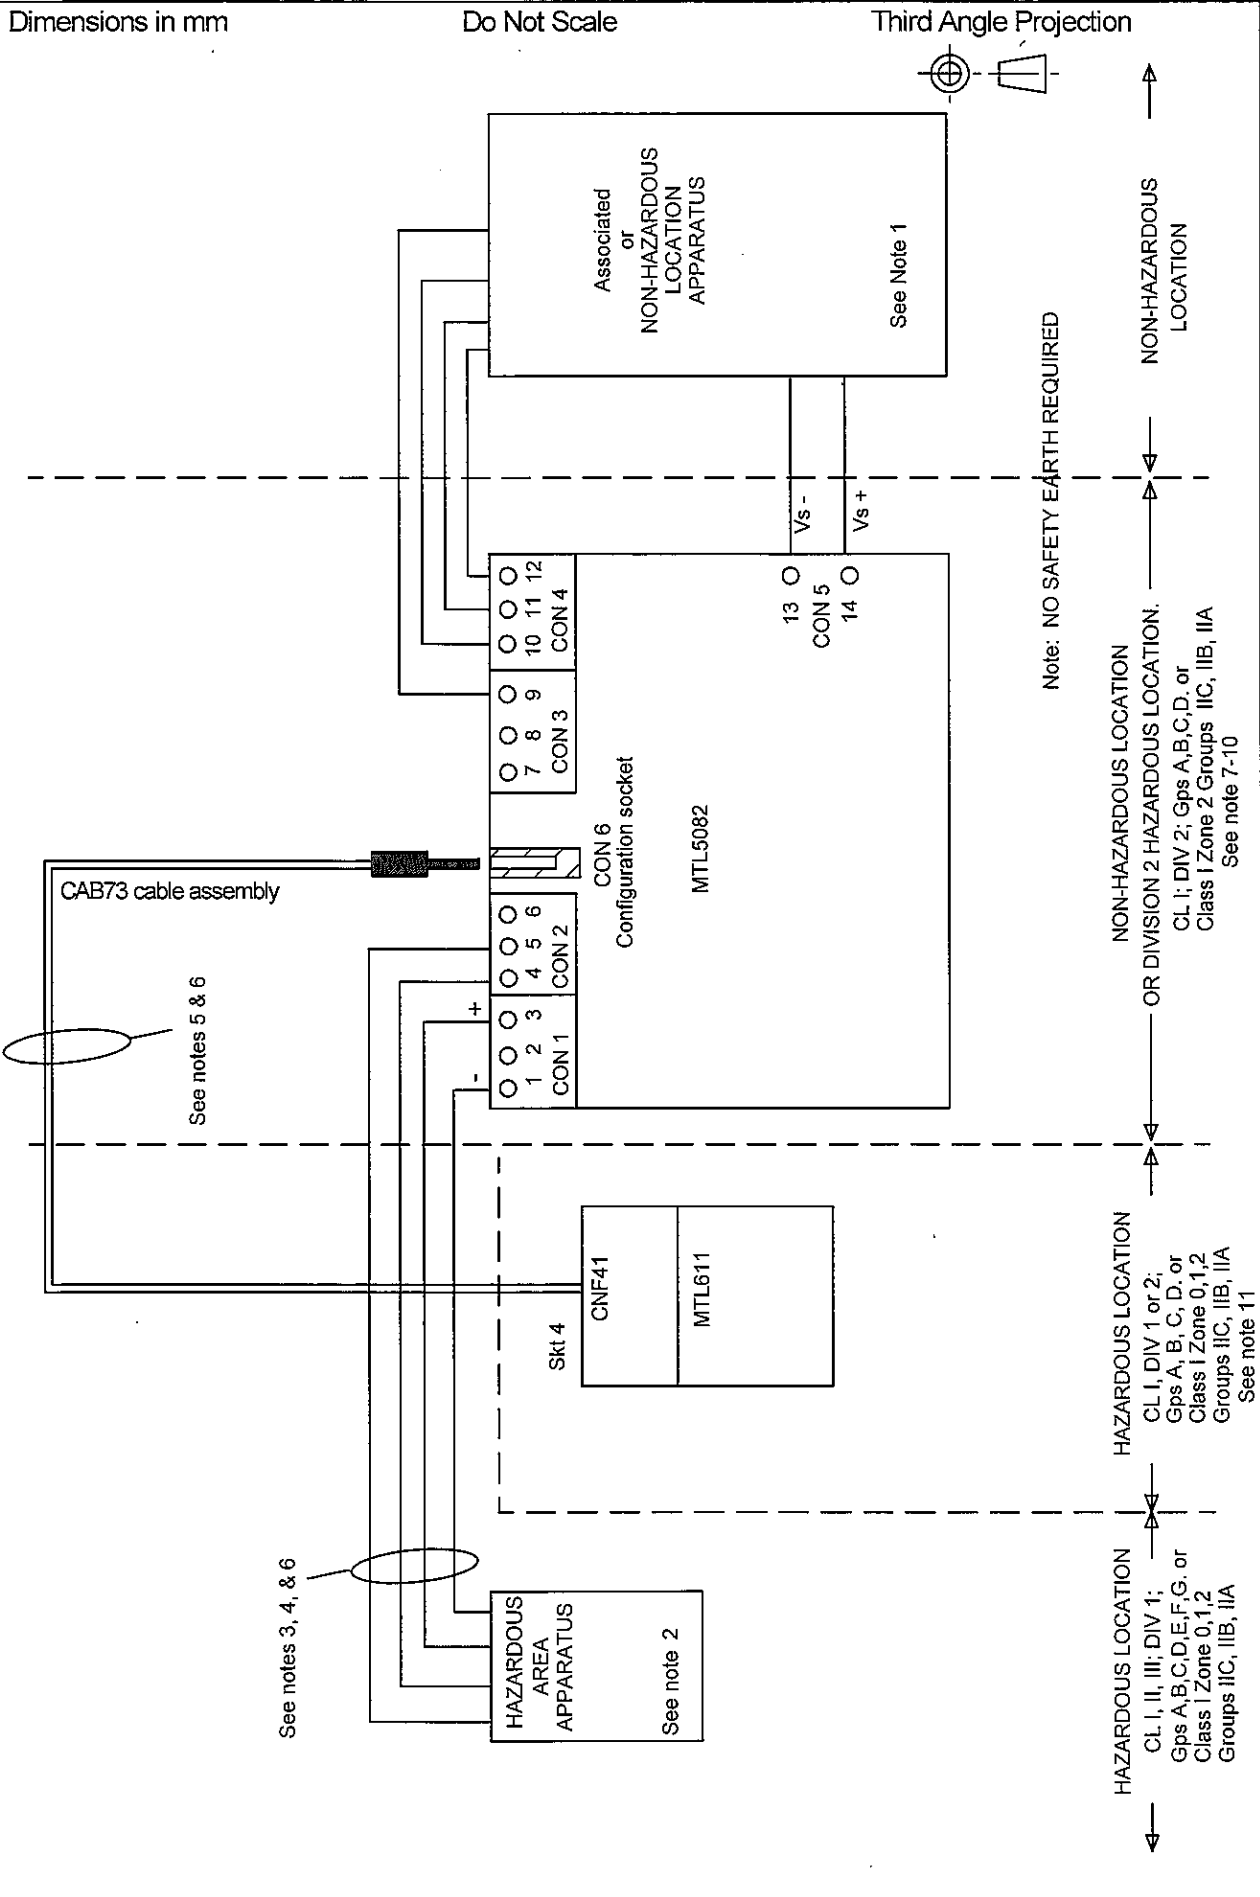 Dimensions in mm
Do Not Scale
Third Angle Projection
See notes 3, 4, & 6
HAZARDOUS
AREA
APPARATUS
See note 2
See notes 5 & 6
CAB73 cable assembly
Skt 4
CNF41
MTL611
-
+
1 2 3
CON 1
4 5 6
CON 2
CON 6
Configuration socket
7 8 9
CON 3
10 11 12
CON 4
MTL5082
13
CON 5
14
Vs -
Vs +
Associated
or
NON-HAZARDOUS
LOCATION
APPARATUS
See Note 1
Note: NO SAFETY EARTH REQUIRED
HAZARDOUS LOCATION
CL I, II, III; DIV 1;
Gps A,B,C,D,E,F,G. or
Class I Zone 0,1,2
Groups IIC, IIB, IIA
HAZARDOUS LOCATION
CL I, DIV 1 or 2;
Gps A, B, C, D. or
Class I Zone 0,1,2
Groups IIC, IIB, IIA
See note 11
NON-HAZARDOUS LOCATION
OR DIVISION 2 HAZARDOUS LOCATION.
CL I; DIV 2; Gps A,B,C,D. or
Class I Zone 2 Groups IIC, IIB, IIA
See note 7-10
NON-HAZARDOUS
LOCATION